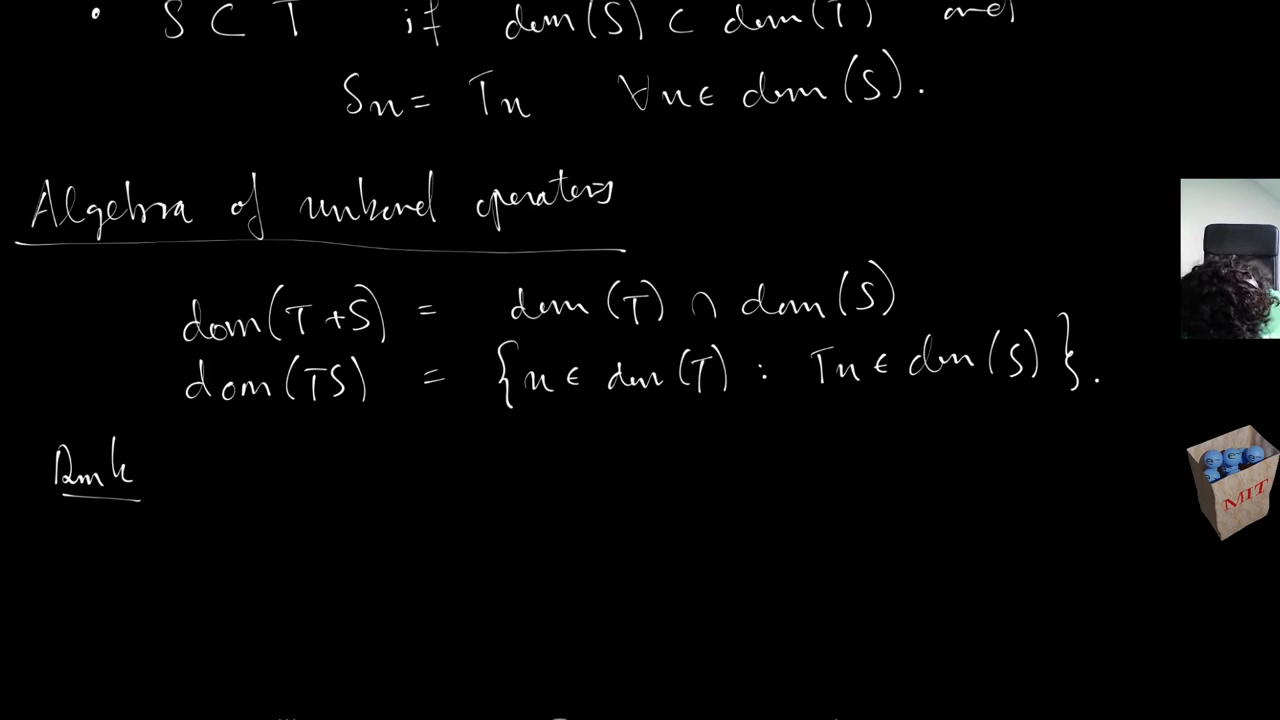 • S ⊂ T if dom(S) ⊂ dom(T) and
Sx = Tx ∀x ∈ dom(S).
Algebra of unbond operators
dom(T+S) = dom(T) ∩ dom(S)
dom(TS) = {x ∈ dom(T) : Tx ∈ dom(S)}.
Rmk
e⁻ e⁻ e⁻
MIT